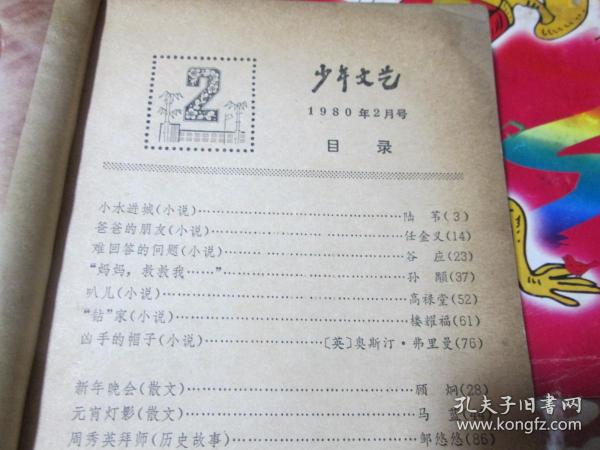 2
少年文艺
1980年2月号
目录
小水进城(小说)……陆苇(3)
爸爸的朋友(小说)……任金义(14)
难回答的问题(小说)……谷应(23)
“妈妈，救救我……”……孙颙(37)
叭儿(小说)……高禄堂(52)
“钻”家(小说)……楼耀福(61)
凶手的帽子(小说)……〔英〕奥斯汀·弗里曼(76)
新年晚会(散文)……顾炯(28)
元宵灯影(散文)……马
周秀英拜师(历史故事)……邹悠悠(86)
孔夫子旧书网
www.kongfz.com